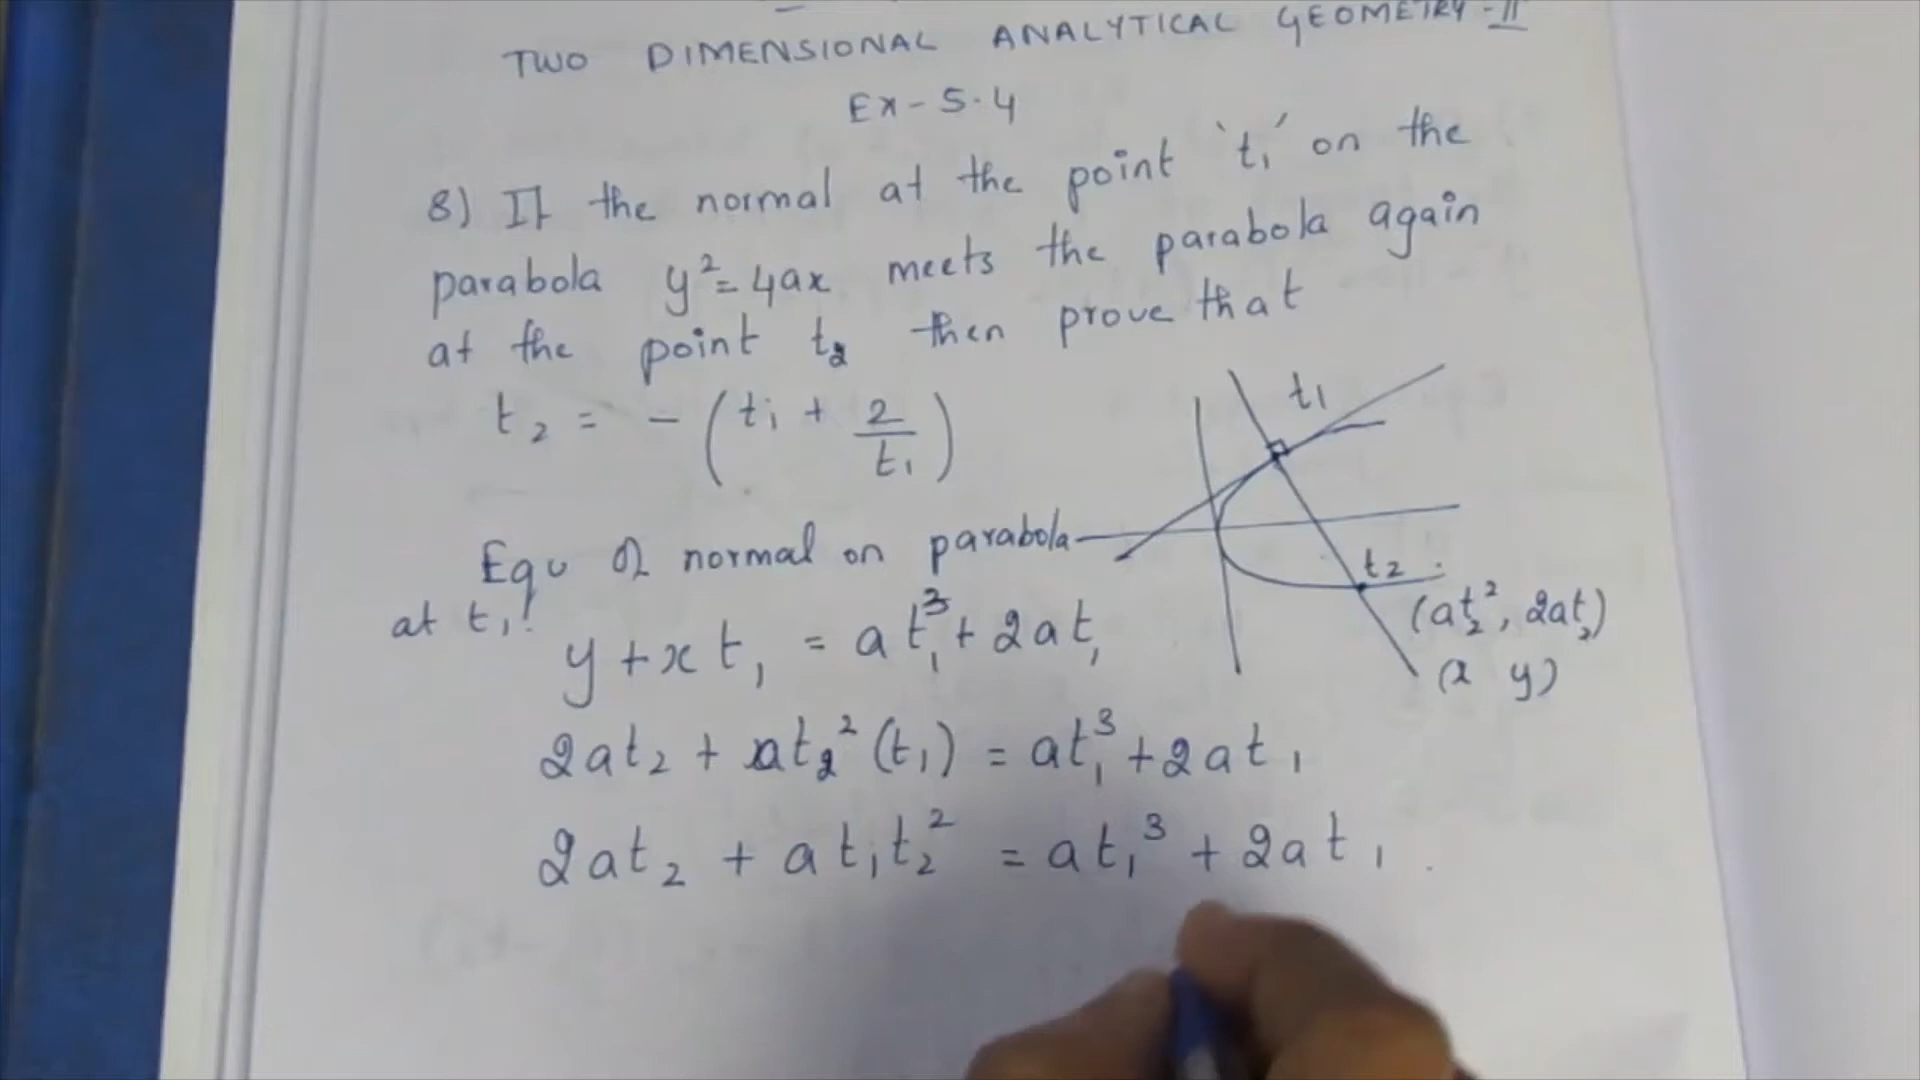 TWO DIMENSIONAL ANALYTICAL GEOMETRY - II
EX - 5.4
8) If the normal at the point 't₁' on the
parabola y² = 4ax meets the parabola again
at the point t₂ then prove that
t₂ = - (t₁ + 2/t₁)
t₁
Equ of normal on parabola
at t₁!
t₂
(at₂², 2at₂)
(x y)
y + xt₁ = at₁³ + 2at₁
2at₂ + at₂² (t₁) = at₁³ + 2at₁
2at₂ + at₁t₂² = at₁³ + 2at₁.